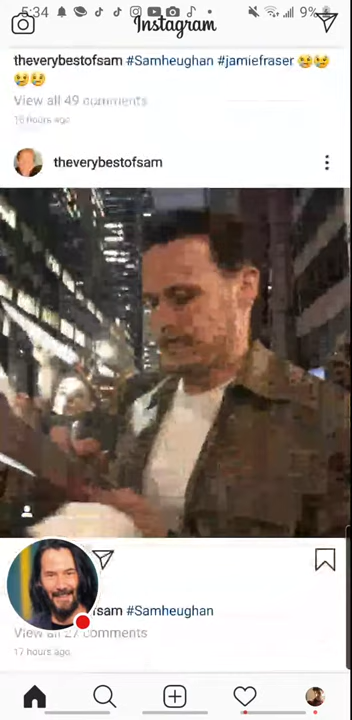 5:34
9%
Instagram
theverybestofsam #Samheughan #jamiefraser 😢😢
😢😢
View all 49 comments
16 hours ago
theverybestofsam
fsam #Samheughan
View all 27 comments
17 hours ago